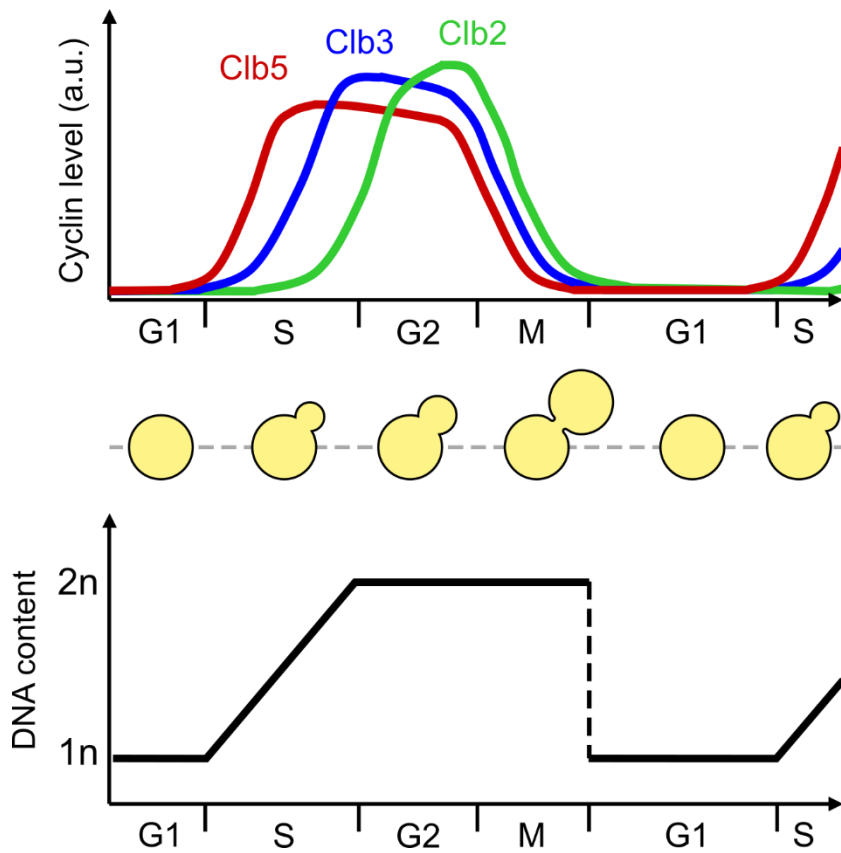 Clb5
Clb3
Clb2
Cyclin level (a.u.)
G1 S G2 M G1 S
DNA content
2n
1n
G1 S G2 M G1 S